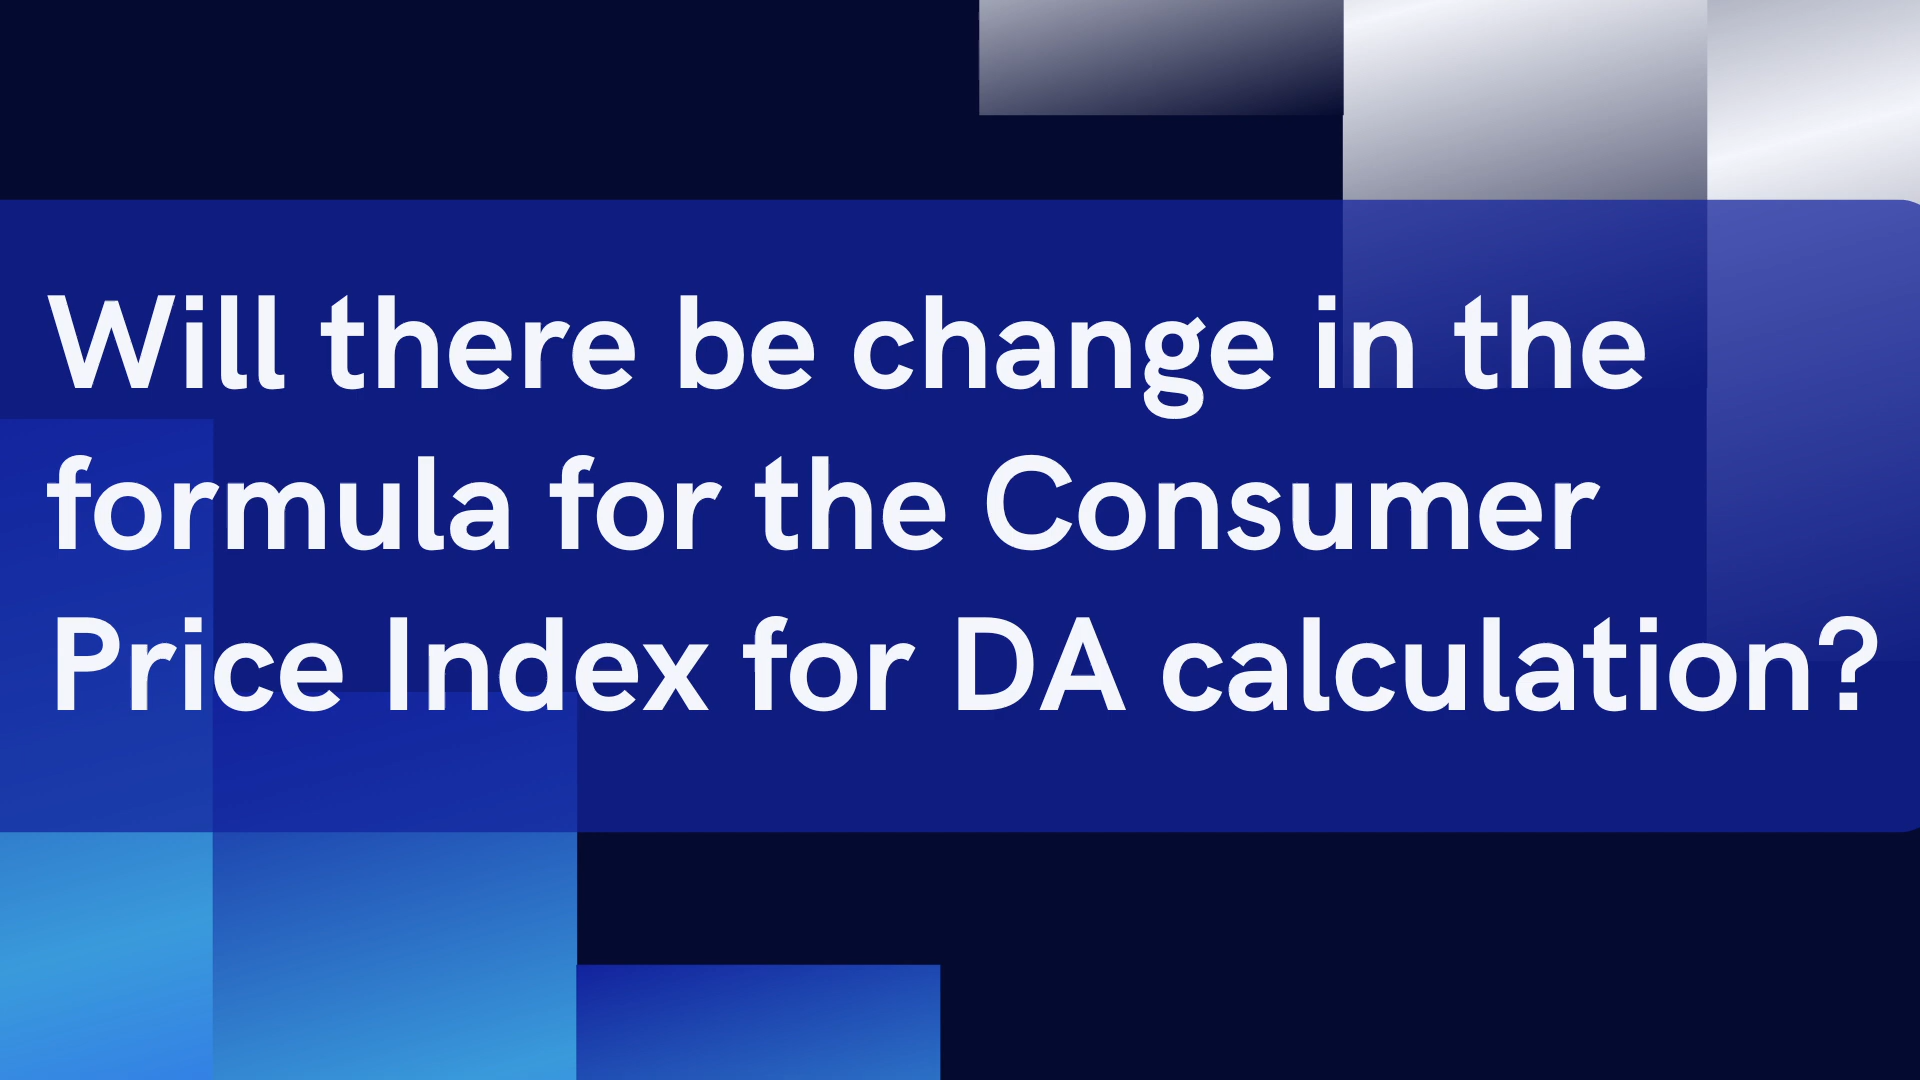 Will there be change in the
formula for the Consumer
Price Index for DA calculation?